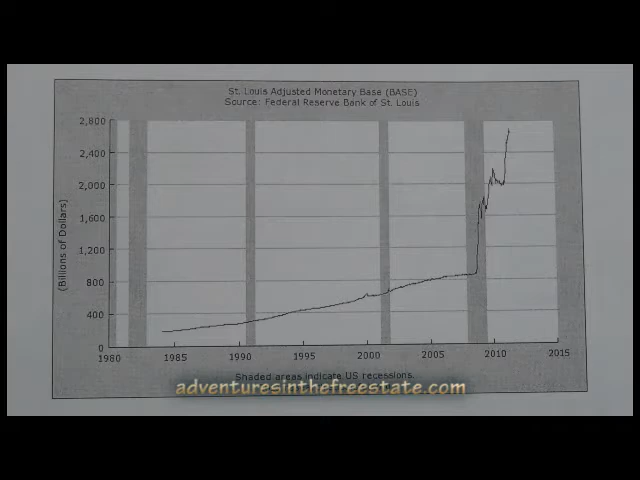 St. Louis Adjusted Monetary Base (BASE)
Source: Federal Reserve Bank of St. Louis
2,800
2,400
2,000
1,600
1,200
800
400
0
(Billions of Dollars)
1980 1985 1990 1995 2000 2005 2010 2015
Shaded areas indicate US recessions.
adventuresinthefreestate.com